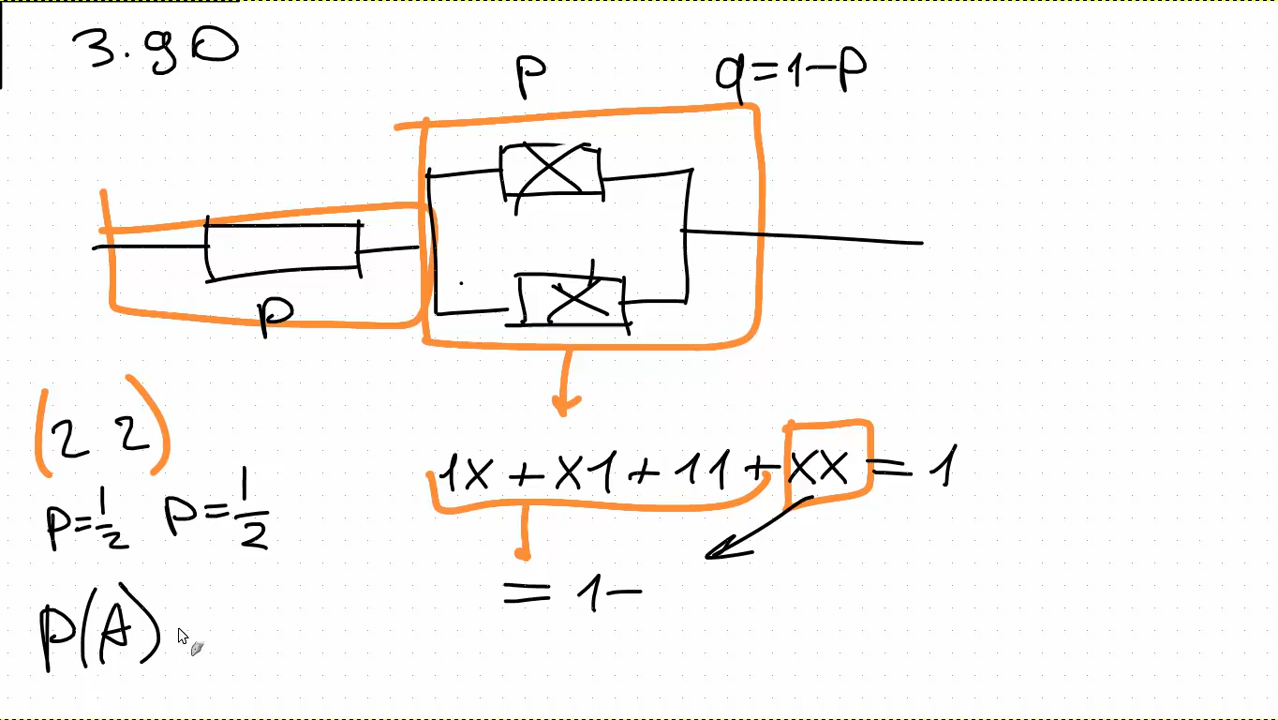 3.90
p q=1-p
p
(2 2)
p=1/2 p=1/2
1x + x1 + 11 + xx = 1
= 1-
P(A)